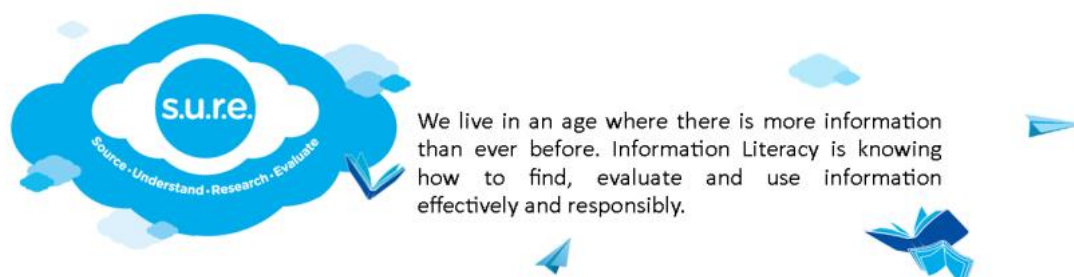 s.u.r.e.
Source • Understand • Research • Evaluate
We live in an age where there is more information
than ever before. Information Literacy is knowing
how to find, evaluate and use information
effectively and responsibly.